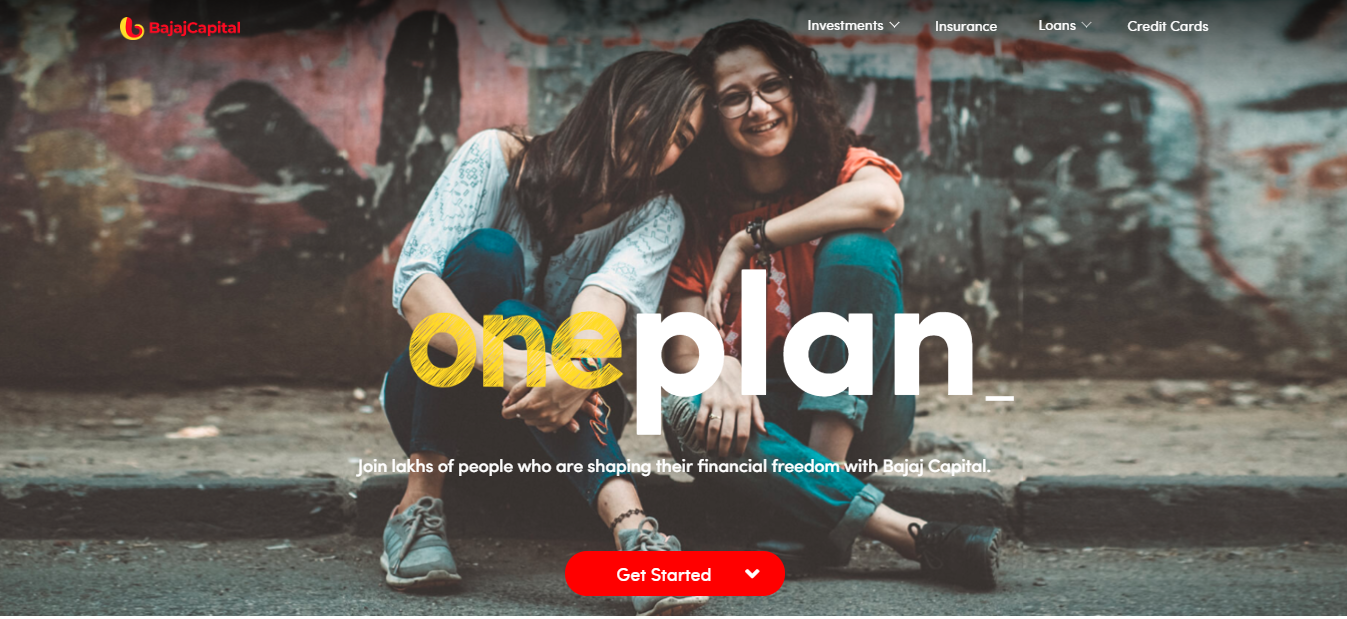 BajajCapital
Investments
Insurance
Loans
Credit Cards
oneplan_
Join lakhs of people who are shaping their financial freedom with Bajaj Capital.
Get Started